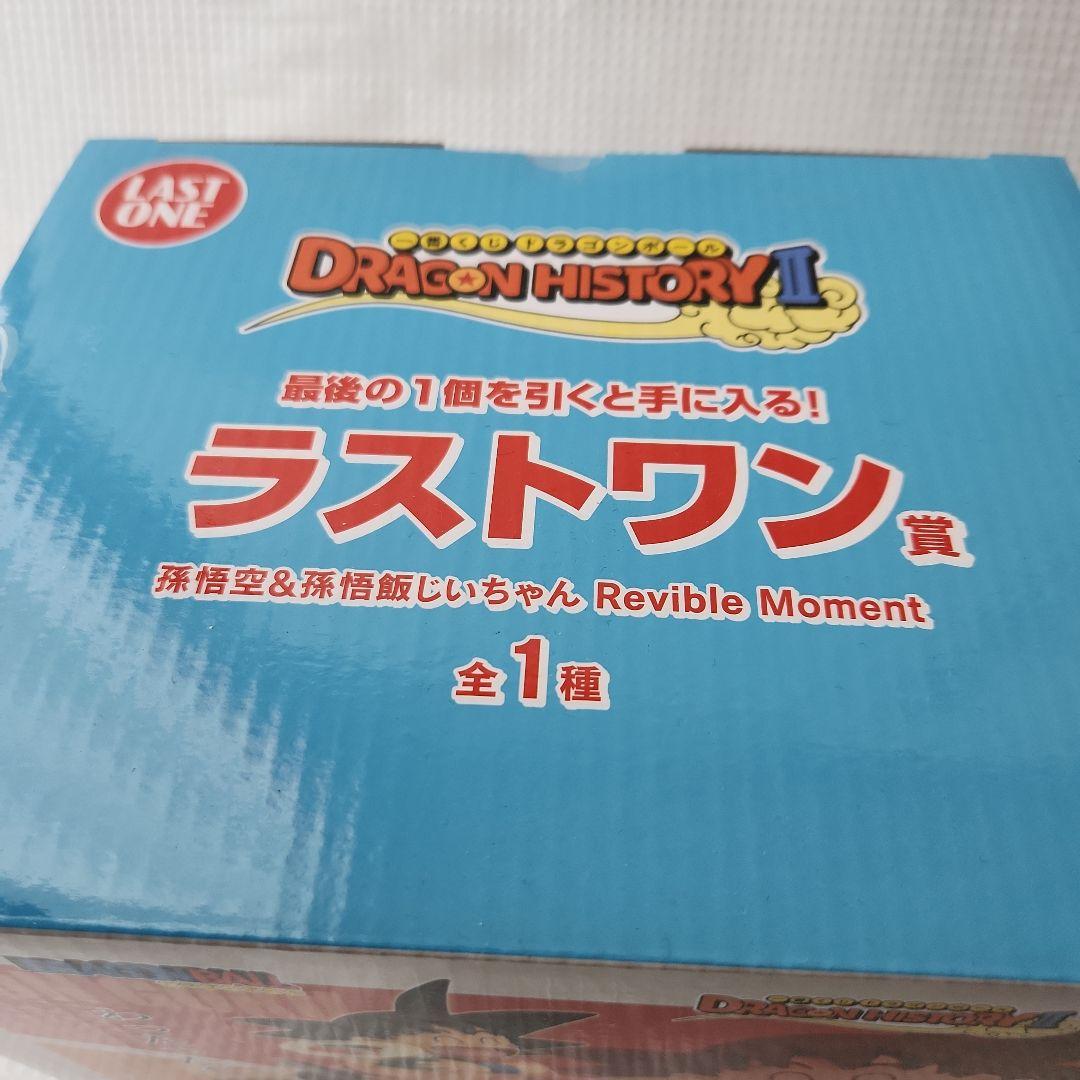 LAST
ONE
一番くじ ドラゴンボール
DRAGON HISTORY II
最後の1個を引くと手に入る!
ラストワン賞
孫悟空&孫悟飯じいちゃん Revible Moment
全1種
DRAGON HISTORY II